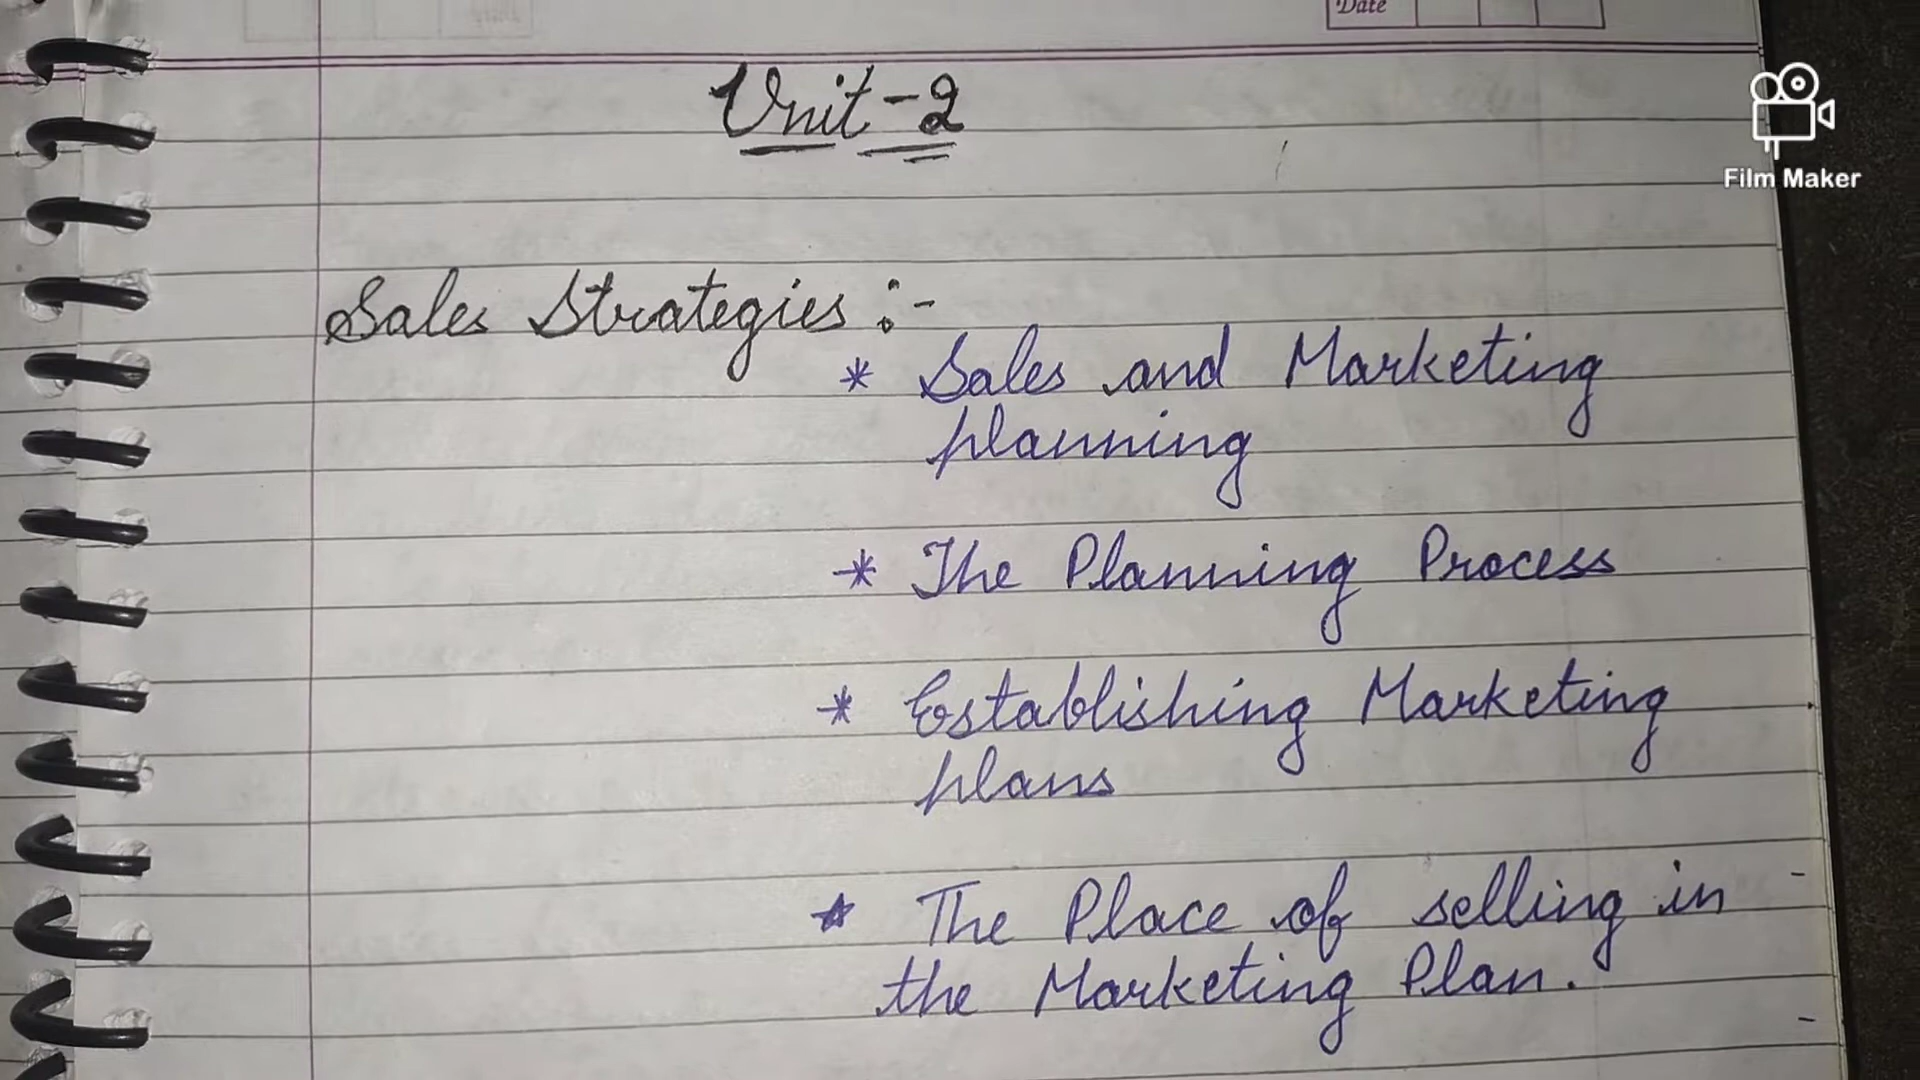 Date
Unit-2
Film Maker
Sales Strategies :-
* Sales and Marketing
planning
* The Planning Process
* Establishing Marketing
plans
* The Place of selling in
the Marketing Plan.